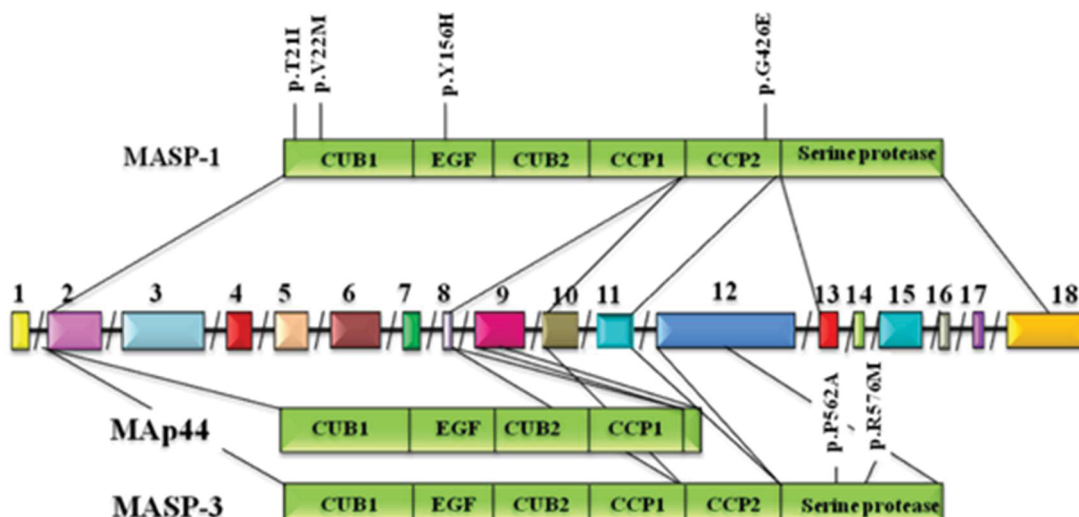 p.T21I p.V22M p.Y156H p.G426E
MASP-1 CUB1 EGF CUB2 CCP1 CCP2 Serine protease
1 2 3 4 5 6 7 8 9 10 11 12 13 14 15 16 17 18
p.P562A p.R576M
MAp44 CUB1 EGF CUB2 CCP1
MASP-3 CUB1 EGF CUB2 CCP1 CCP2 Serine protease